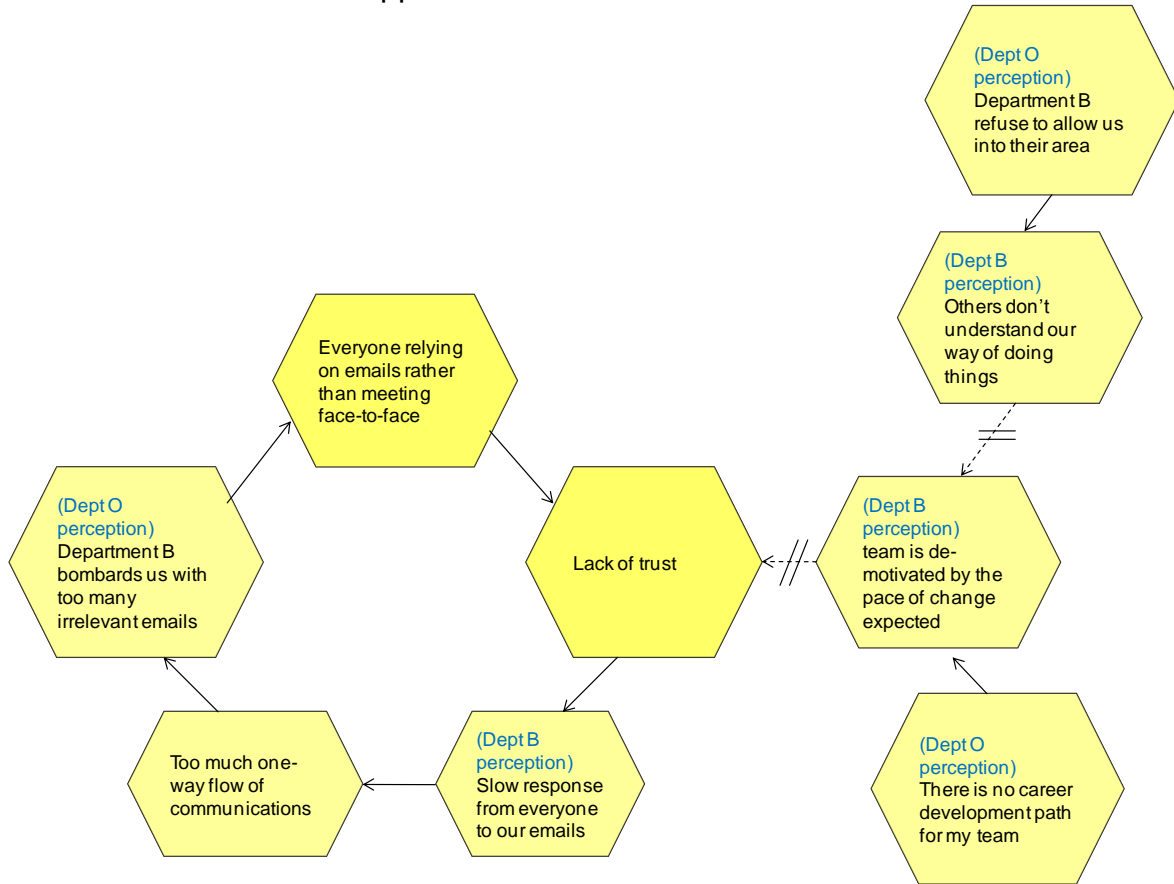 (Dept O
perception)
Department B
refuse to allow us
into their area
(Dept B
perception)
Others don't
understand our
way of doing
things
Everyone relying
on emails rather
than meeting
face-to-face
(Dept O
perception)
Department B
bombards us with
too many
irrelevant emails
Lack of trust
(Dept B
perception)
team is de-
motivated by the
pace of change
expected
Too much one-
way flow of
communications
(Dept B
perception)
Slow response
from everyone
to our emails
(Dept O
perception)
There is no career
development path
for my team